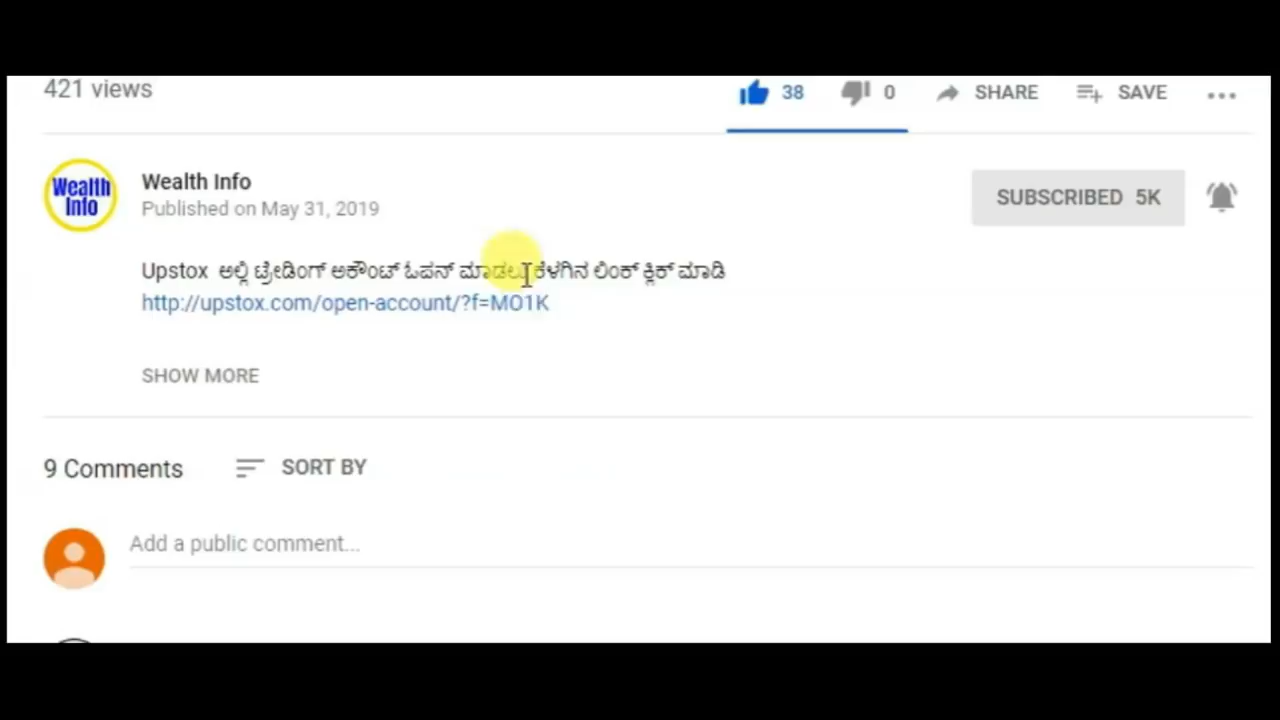 421 views
38
0
SHARE
SAVE
Wealth Info
Wealth Info
Published on May 31, 2019
SUBSCRIBED 5K
Upstox ಅಲ್ಲಿ ಟ್ರೇಡಿಂಗ್ ಅಕೌಂಟ್ ಓಪನ್ ಮಾಡಲು ಕೆಳಗಿನ ಲಿಂಕ್ ಕ್ಲಿಕ್ ಮಾಡಿ
http://upstox.com/open-account/?f=MO1K
SHOW MORE
9 Comments
SORT BY
Add a public comment...